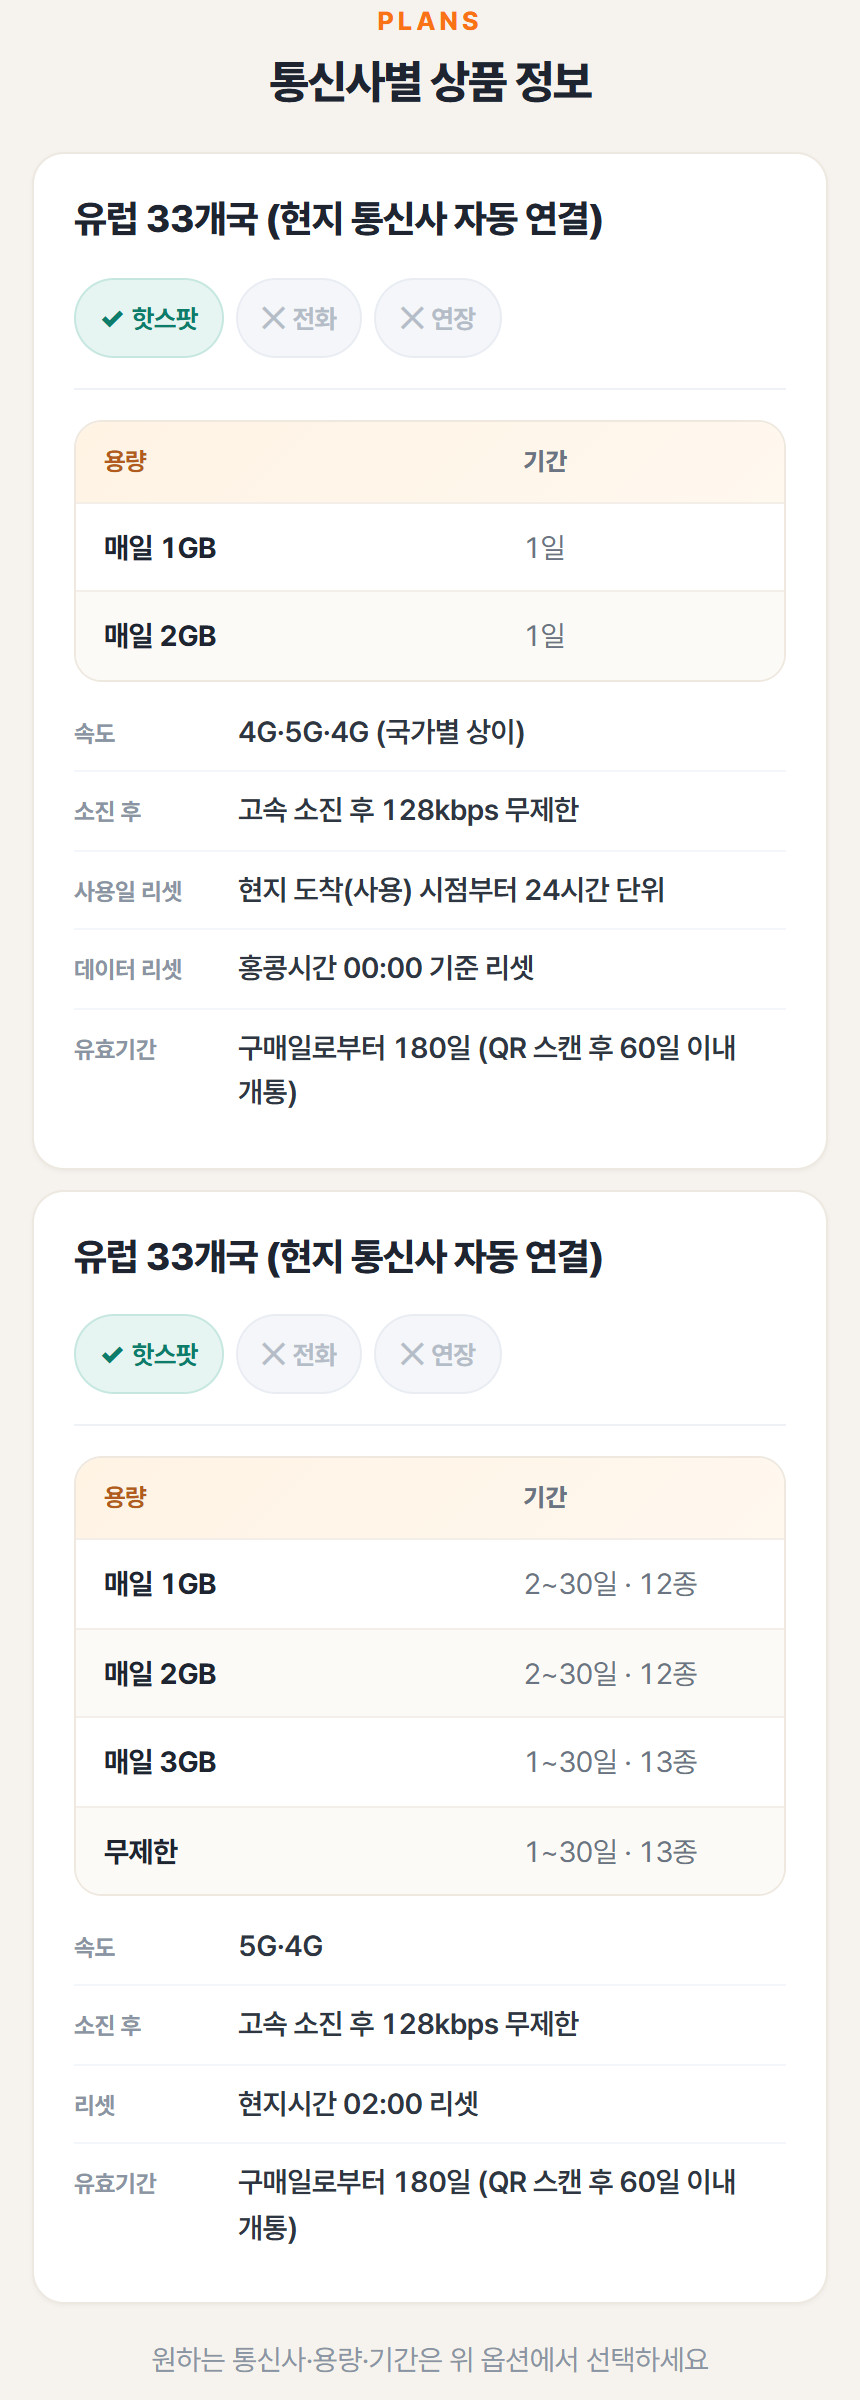 PLANS
통신사별 상품 정보
유럽 33개국 (현지 통신사 자동 연결)
✓ 핫스팟 ✕ 전화 ✕ 연장
용량 기간
매일 1GB 1일
매일 2GB 1일
속도 4G·5G·4G (국가별 상이)
소진 후 고속 소진 후 128kbps 무제한
사용일 리셋 현지 도착(사용) 시점부터 24시간 단위
데이터 리셋 홍콩시간 00:00 기준 리셋
유효기간 구매일로부터 180일 (QR 스캔 후 60일 이내
개통)
유럽 33개국 (현지 통신사 자동 연결)
✓ 핫스팟 ✕ 전화 ✕ 연장
용량 기간
매일 1GB 2~30일 · 12종
매일 2GB 2~30일 · 12종
매일 3GB 1~30일 · 13종
무제한 1~30일 · 13종
속도 5G·4G
소진 후 고속 소진 후 128kbps 무제한
리셋 현지시간 02:00 리셋
유효기간 구매일로부터 180일 (QR 스캔 후 60일 이내
개통)
원하는 통신사·용량·기간은 위 옵션에서 선택하세요